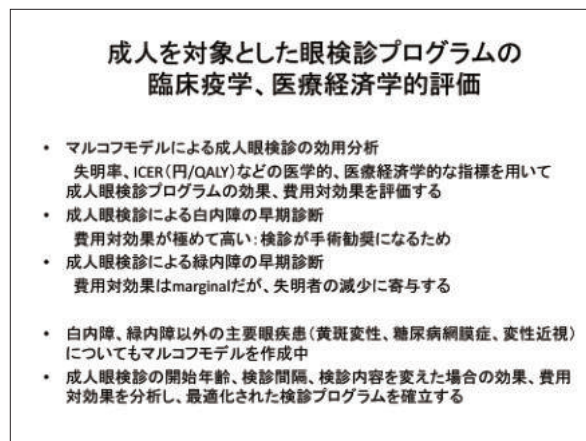 成人を対象とした眼検診プログラムの
臨床疫学、医療経済学的評価
• マルコフモデルによる成人眼検診の効用分析
失明率、ICER(円/QALY)などの医学的、医療経済学的な指標を用いて
成人眼検診プログラムの効果、費用対効果を評価する
• 成人眼検診による白内障の早期診断
費用対効果が極めて高い：検診が手術勧奨になるため
• 成人眼検診による緑内障の早期診断
費用対効果はmarginalだが、失明者の減少に寄与する
• 白内障、緑内障以外の主要眼疾患(黄斑変性、糖尿病網膜症、変性近視)
についてもマルコフモデルを作成中
• 成人眼検診の開始年齢、検診間隔、検診内容を変えた場合の効果、費用
対効果を分析し、最適化された検診プログラムを確立する